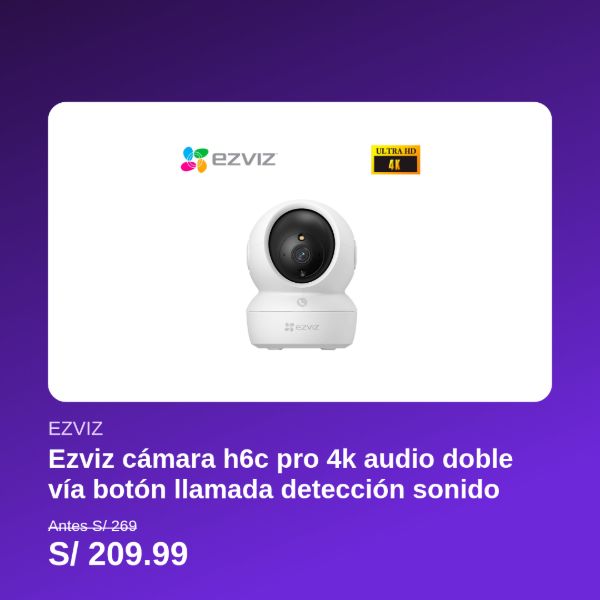 ezviz
ULTRA HD
4K
ezviz
EZVIZ
Ezviz cámara h6c pro 4k audio doble
vía botón llamada detección sonido
Antes S/ 269
S/ 209.99